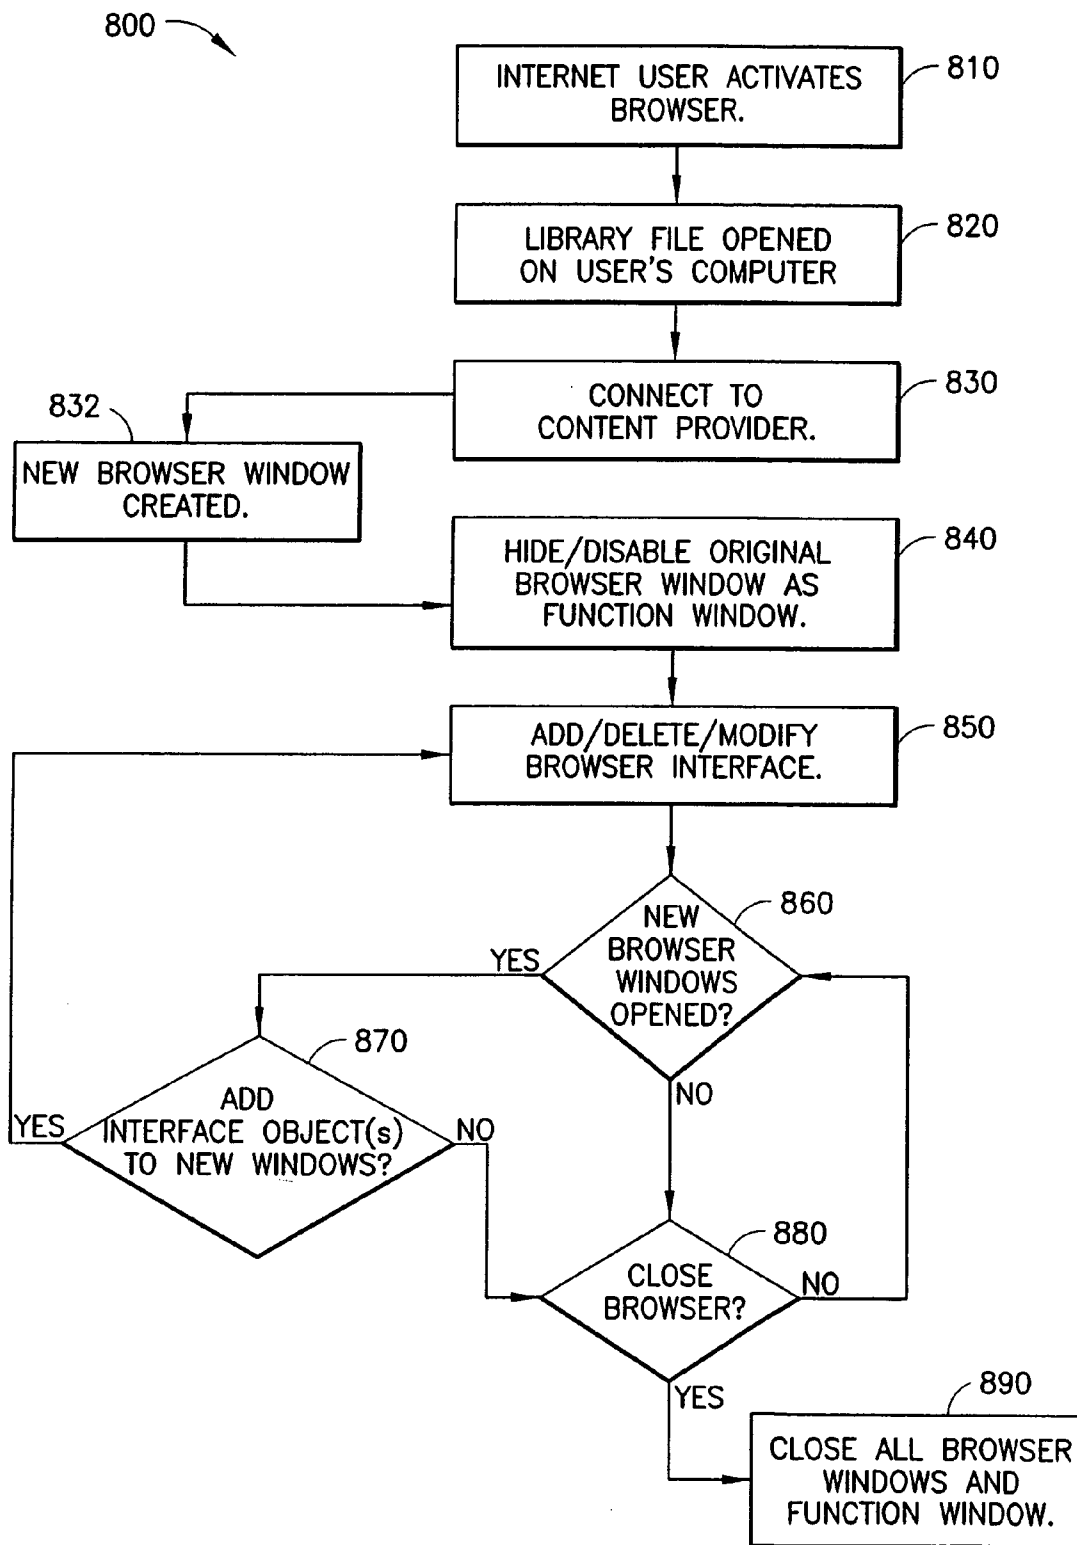 800
INTERNET USER ACTIVATES
BROWSER.
810
LIBRARY FILE OPENED
ON USER'S COMPUTER
820
CONNECT TO
CONTENT PROVIDER.
830
832
NEW BROWSER WINDOW
CREATED.
HIDE/DISABLE ORIGINAL
BROWSER WINDOW AS
FUNCTION WINDOW.
840
ADD/DELETE/MODIFY
BROWSER INTERFACE.
850
NEW
BROWSER
WINDOWS
OPENED?
860
YES
NO
870
ADD
INTERFACE OBJECT(s)
TO NEW WINDOWS?
YES
NO
880
CLOSE
BROWSER?
NO
YES
890
CLOSE ALL BROWSER
WINDOWS AND
FUNCTION WINDOW.